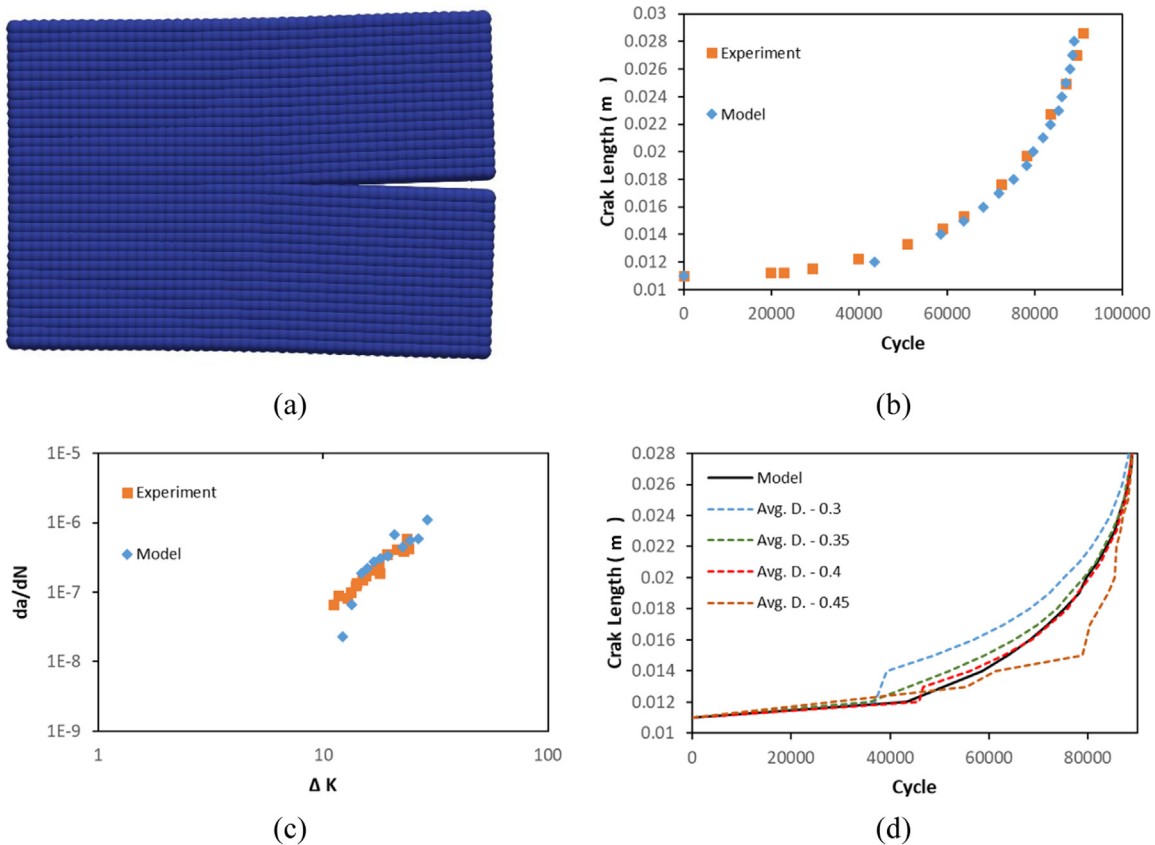 (a)
0.03
0.028
0.026
0.024
0.022
0.02
0.018
0.016
0.014
0.012
0.01
Crak Length ( m )
Experiment
Model
0 20000 40000 60000 80000 100000
Cycle
(b)
1E-5
1E-6
1E-7
1E-8
1E-9
da/dN
Experiment
Model
1 10 100
Δ K
(c)
0.028
0.026
0.024
0.022
0.02
0.018
0.016
0.014
0.012
0.01
Crak Length ( m )
Model
Avg. D. - 0.3
Avg. D. - 0.35
Avg. D. - 0.4
Avg. D. - 0.45
0 20000 40000 60000 80000
Cycle
(d)